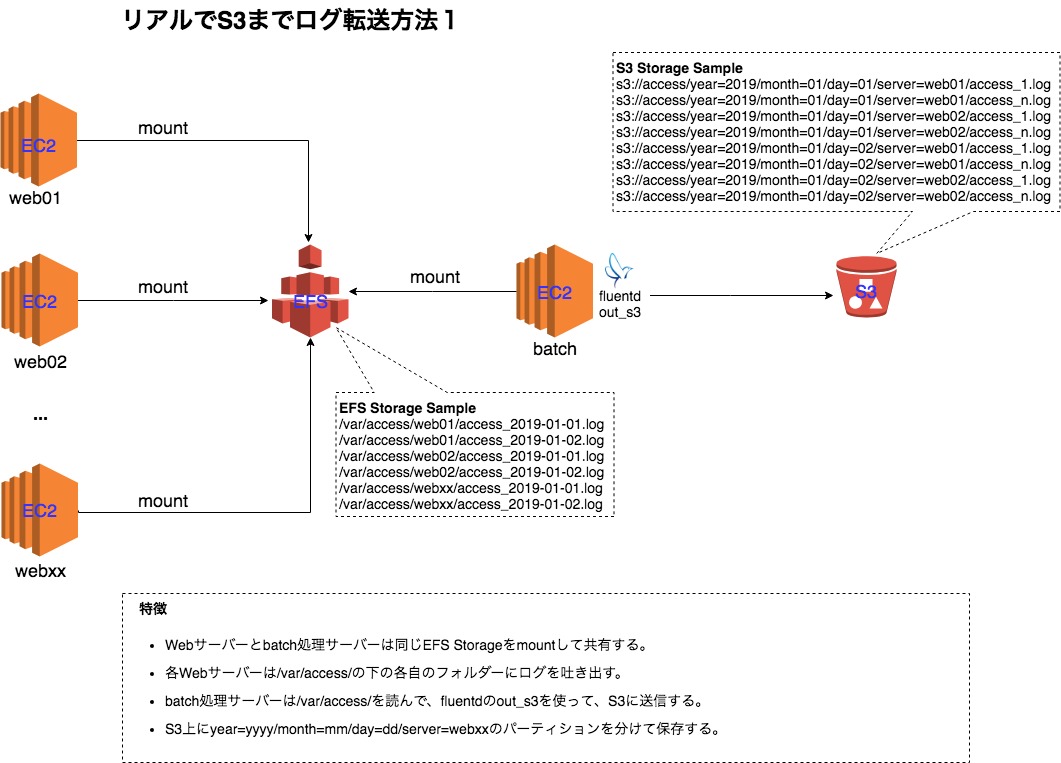 リアルでS3までログ転送方法１
S3 Storage Sample
s3://access/year=2019/month=01/day=01/server=web01/access_1.log
s3://access/year=2019/month=01/day=01/server=web01/access_n.log
s3://access/year=2019/month=01/day=01/server=web02/access_1.log
s3://access/year=2019/month=01/day=01/server=web02/access_n.log
s3://access/year=2019/month=01/day=02/server=web01/access_1.log
s3://access/year=2019/month=01/day=02/server=web01/access_n.log
s3://access/year=2019/month=01/day=02/server=web02/access_1.log
s3://access/year=2019/month=01/day=02/server=web02/access_n.log
EC2
mount
web01
EC2
mount
web02
EFS
mount
EC2
batch
fluentd
out_s3
S3
...
EFS Storage Sample
/var/access/web01/access_2019-01-01.log
/var/access/web01/access_2019-01-02.log
/var/access/web02/access_2019-01-01.log
/var/access/web02/access_2019-01-02.log
/var/access/webxx/access_2019-01-01.log
/var/access/webxx/access_2019-01-02.log
EC2
mount
webxx
特徴
• Webサーバーとbatch処理サーバーは同じEFS Storageをmountして共有する。
• 各Webサーバーは/var/access/の下の各自のフォルダーにログを吐き出す。
• batch処理サーバーは/var/access/を読んで、fluentdのout_s3を使って、S3に送信する。
• S3上にyear=yyyy/month=mm/day=dd/server=webxxのパーティションを分けて保存する。